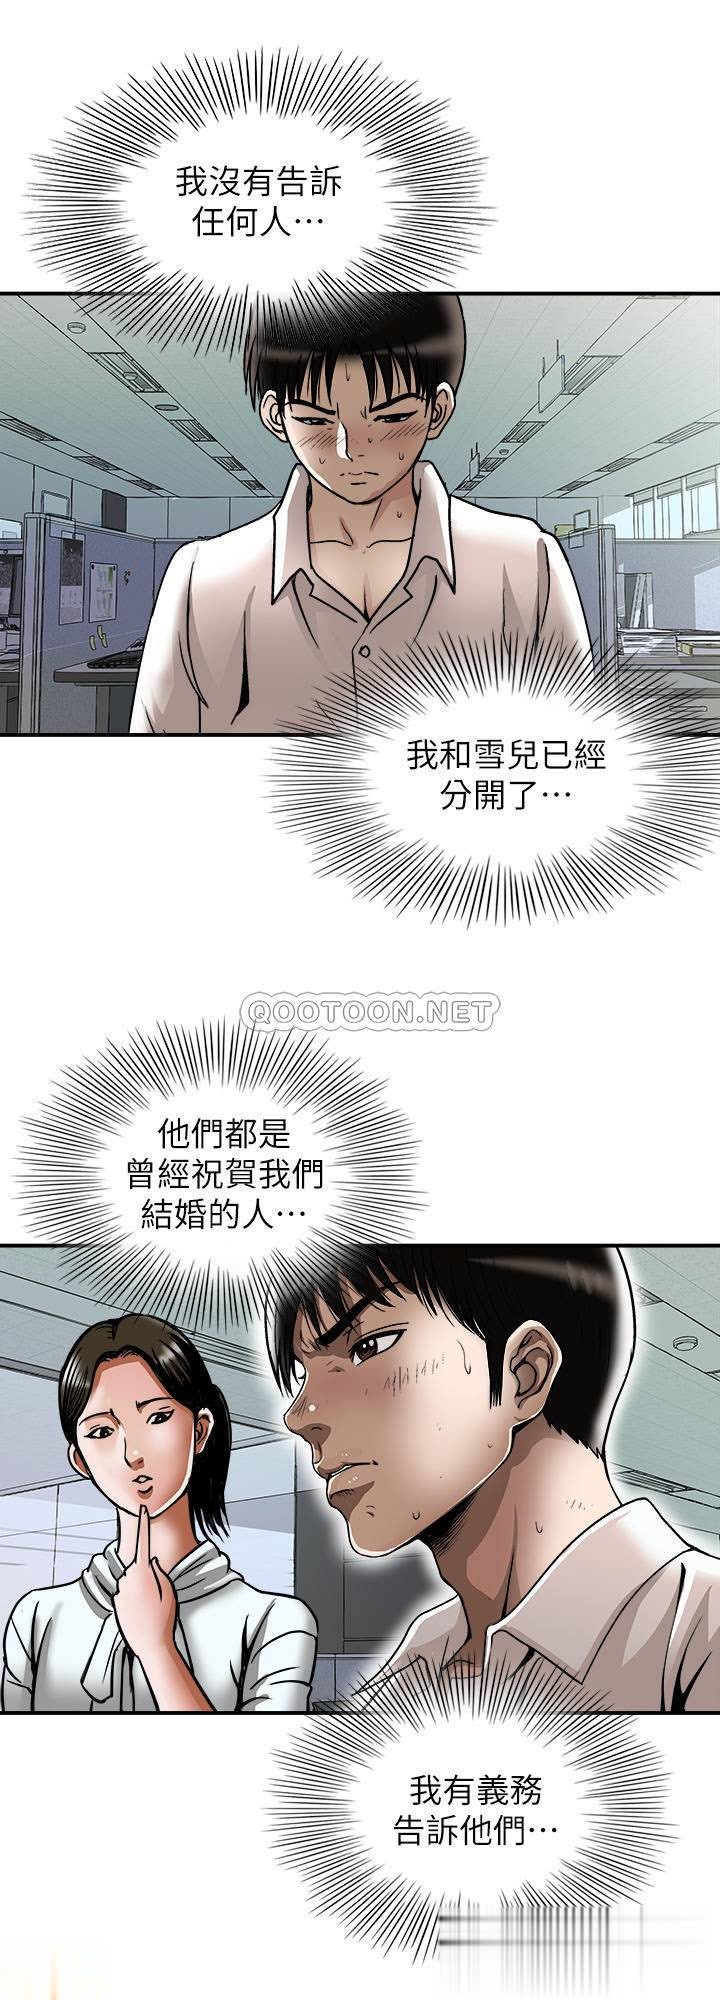 我沒有告訴
任何人…
我和雪兒已經
分開了…
QOOTOON.NET
他們都是
曾經祝賀我們
結婚的人…
我有義務
告訴他們…